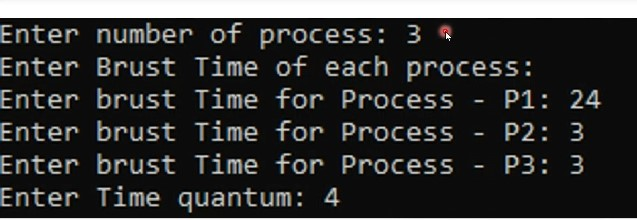 Enter number of process: 3
Enter Brust Time of each process:
Enter brust Time for Process - P1: 24
Enter brust Time for Process - P2: 3
Enter brust Time for Process - P3: 3
Enter Time quantum: 4